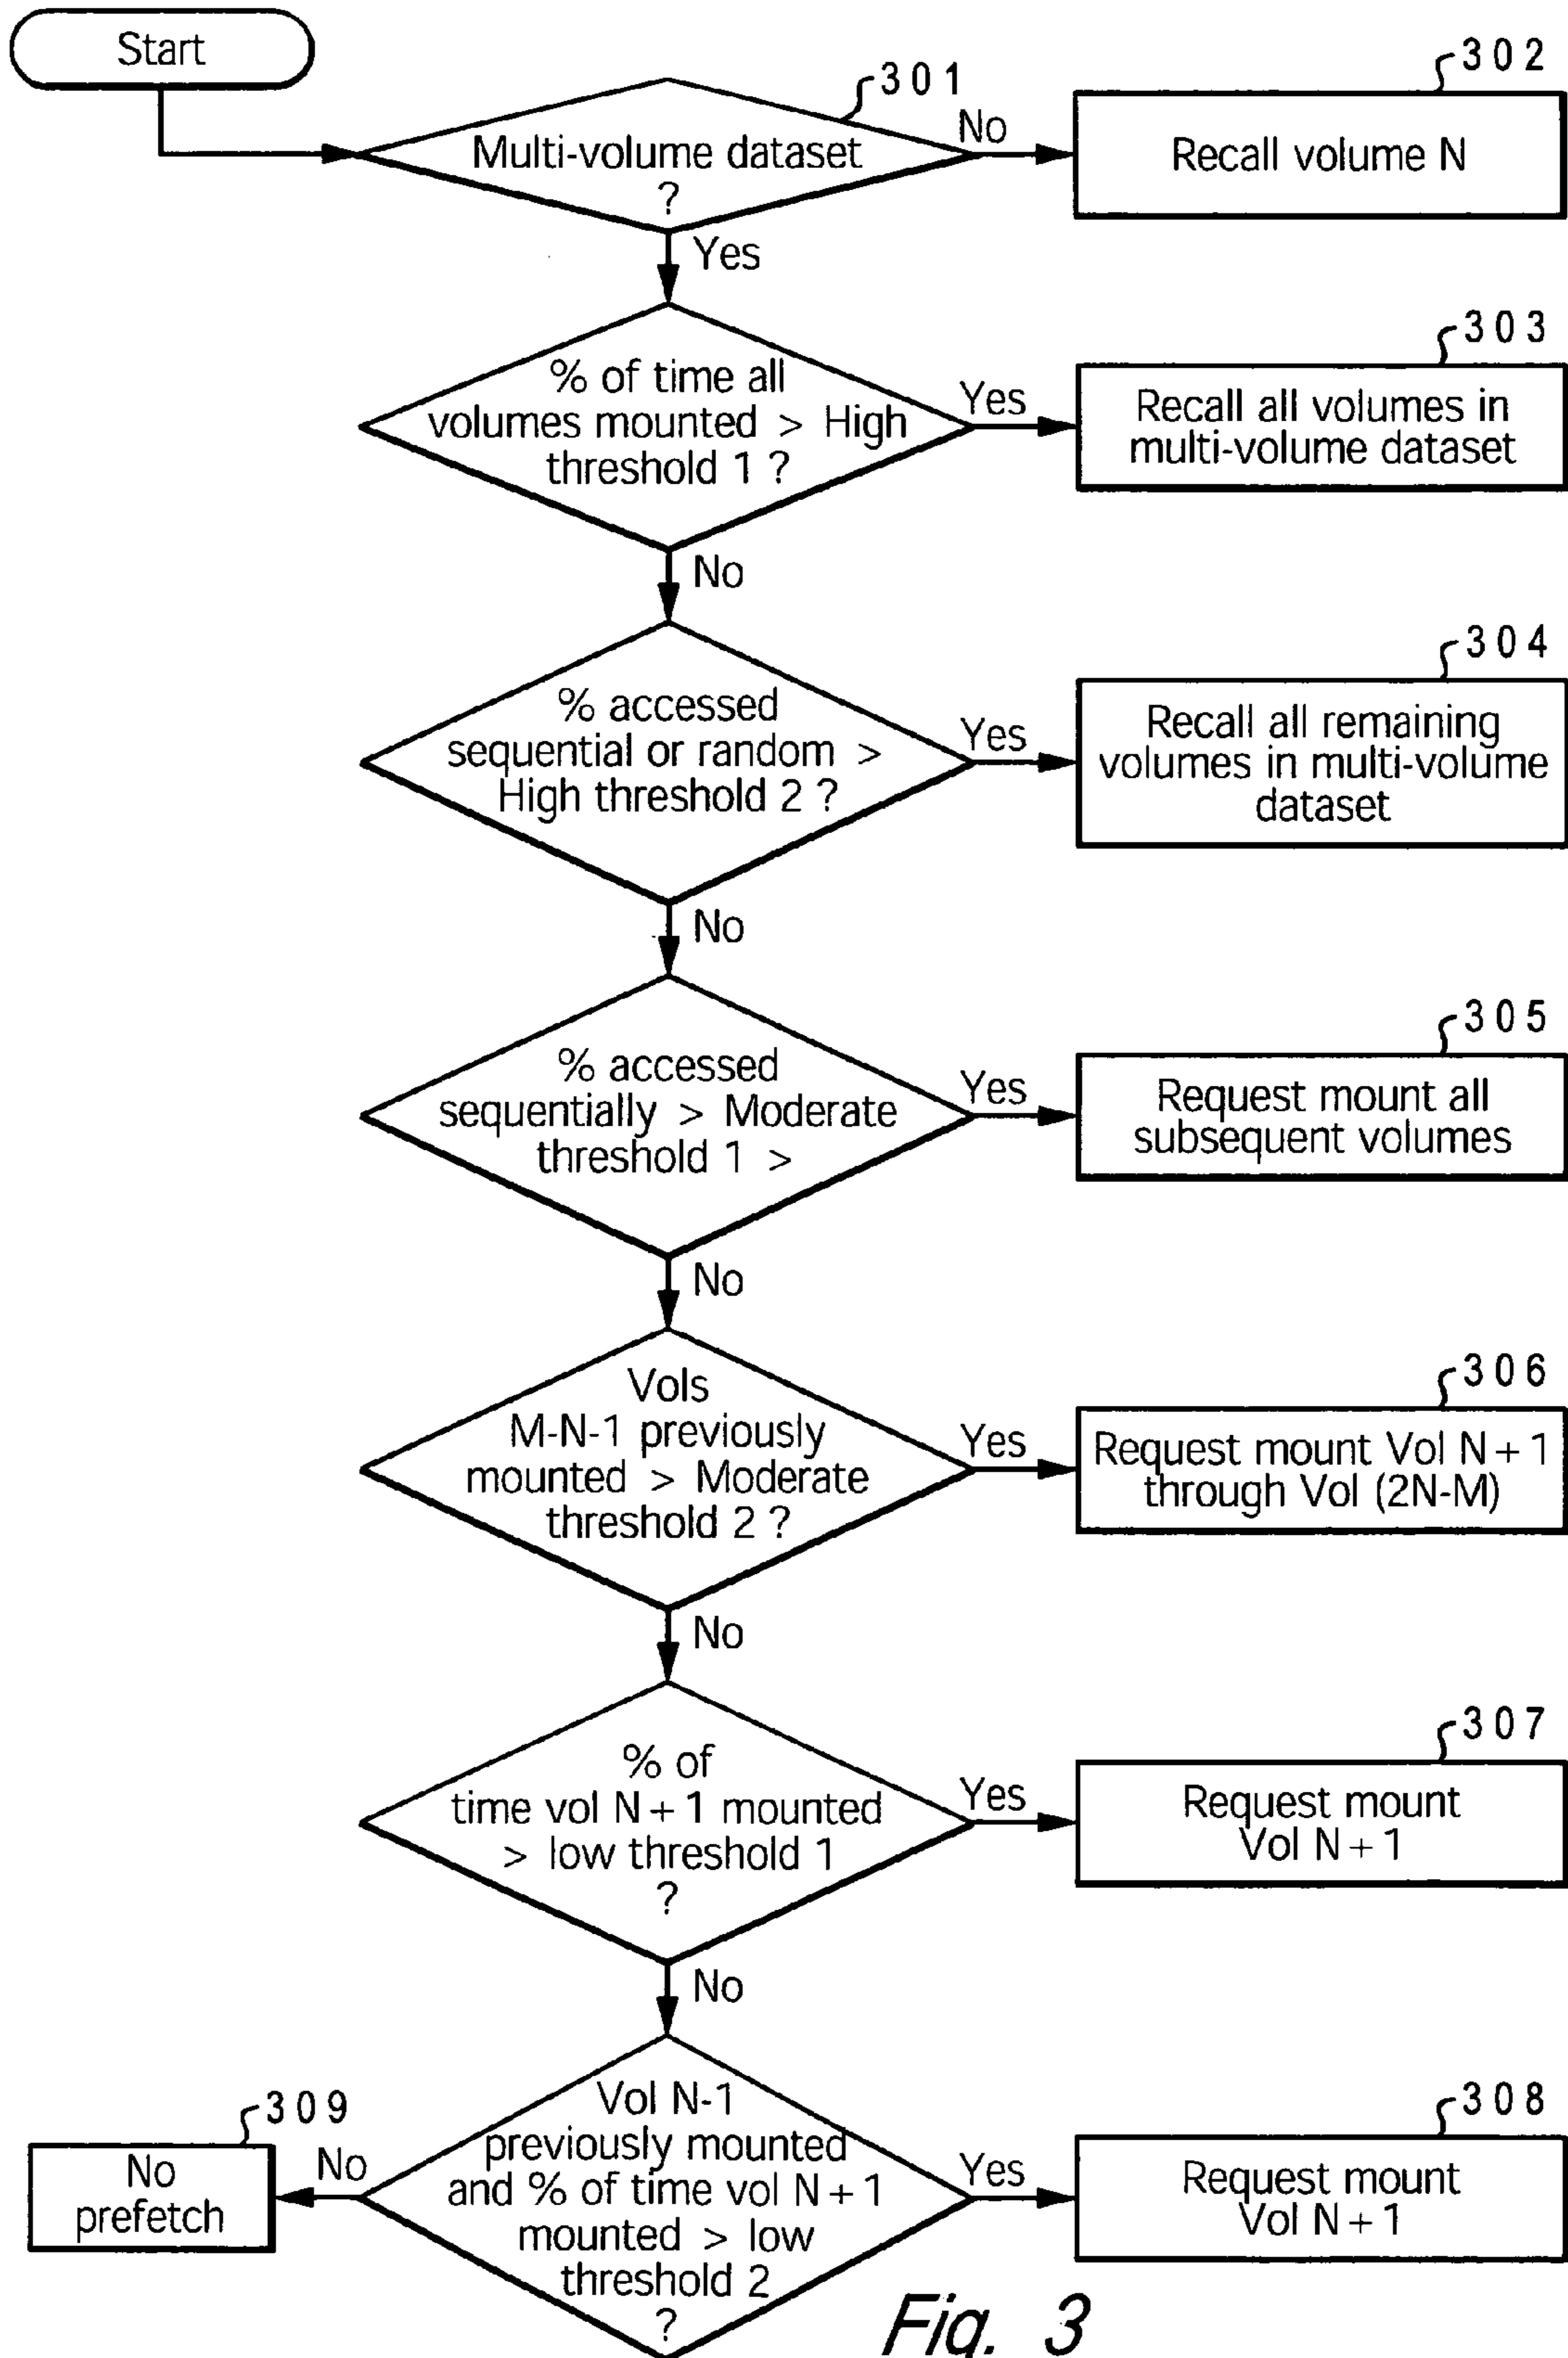 Start
301
Multi-volume dataset
?
No
302
Recall volume N
Yes
% of time all
volumes mounted > High
threshold 1 ?
Yes
303
Recall all volumes in
multi-volume dataset
No
% accessed
sequential or random >
High threshold 2 ?
Yes
304
Recall all remaining
volumes in multi-volume
dataset
No
% accessed
sequentially > Moderate
threshold 1 >
Yes
305
Request mount all
subsequent volumes
No
Vols
M-N-1 previously
mounted > Moderate
threshold 2 ?
Yes
306
Request mount Vol N+1
through Vol (2N-M)
No
% of
time vol N+1 mounted
> low threshold 1
?
Yes
307
Request mount
Vol N+1
No
Vol N-1
previously mounted
and % of time vol N+1
mounted > low
threshold 2
?
No
309
No
prefetch
Yes
308
Request mount
Vol N+1
Fig. 3